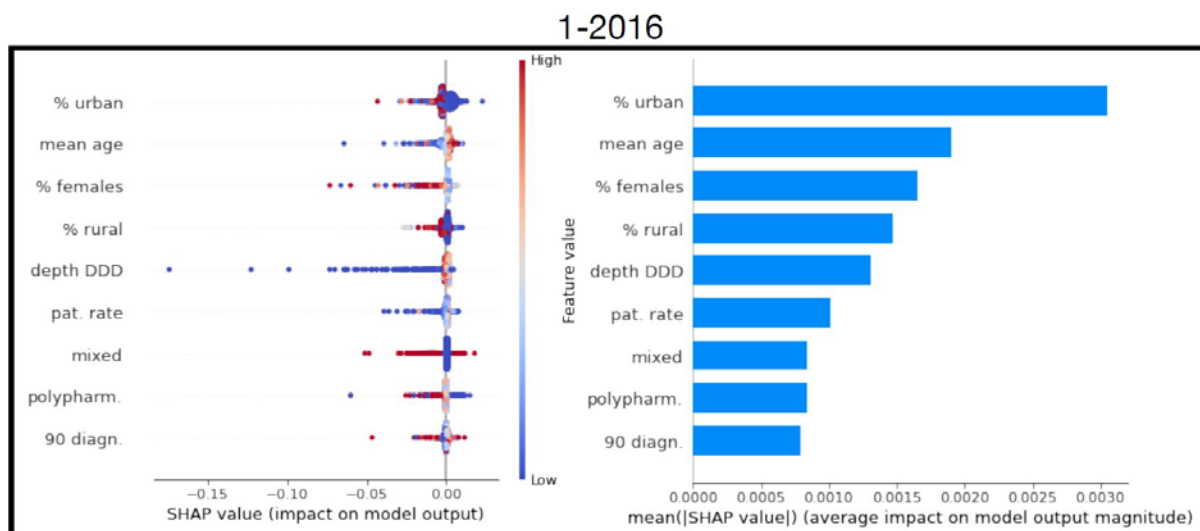 1-2016
High
% urban
mean age
% females
% rural
depth DDD
pat. rate
mixed
polypharm.
90 diagn.
Low
−0.15 −0.10 −0.05 0.00
SHAP value (impact on model output)
Feature value
% urban
mean age
% females
% rural
depth DDD
pat. rate
mixed
polypharm.
90 diagn.
0.0000 0.0005 0.0010 0.0015 0.0020 0.0025 0.0030
mean(|SHAP value|) (average impact on model output magnitude)